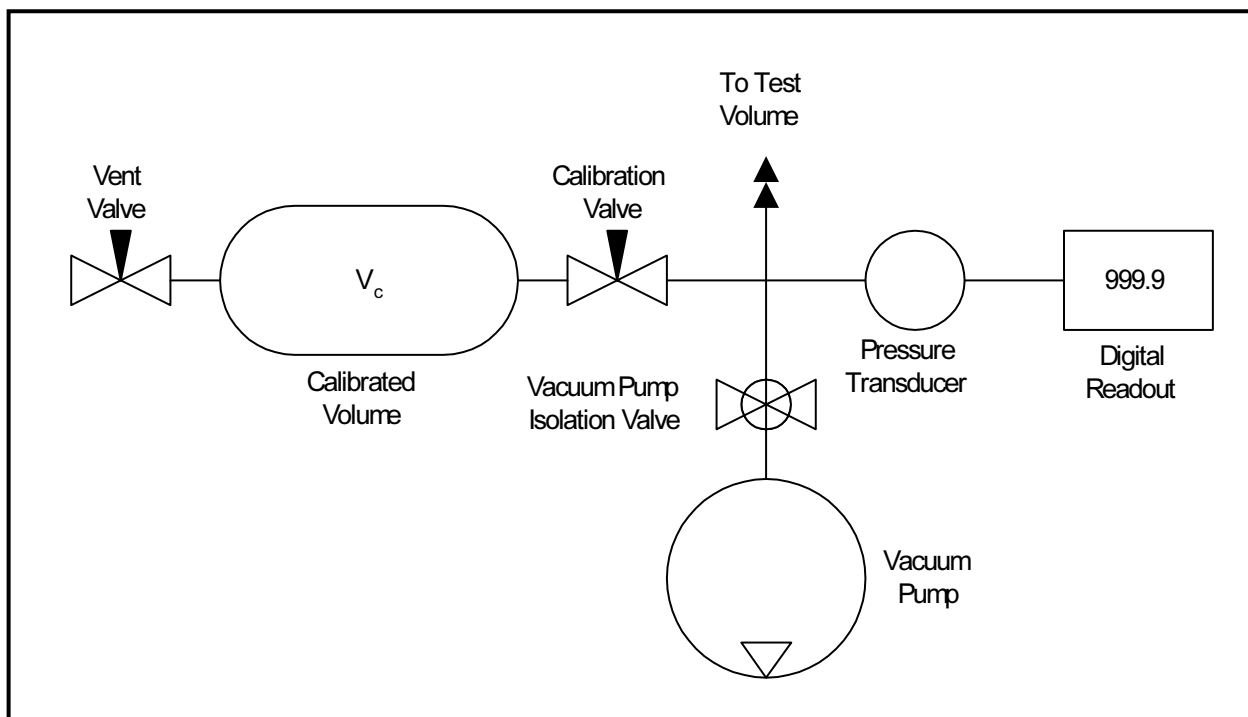 To Test
Volume
Vent
Valve
Calibration
Valve
Vc
999.9
Calibrated
Volume
Vacuum Pump
Isolation Valve
Pressure
Transducer
Digital
Readout
Vacuum
Pump